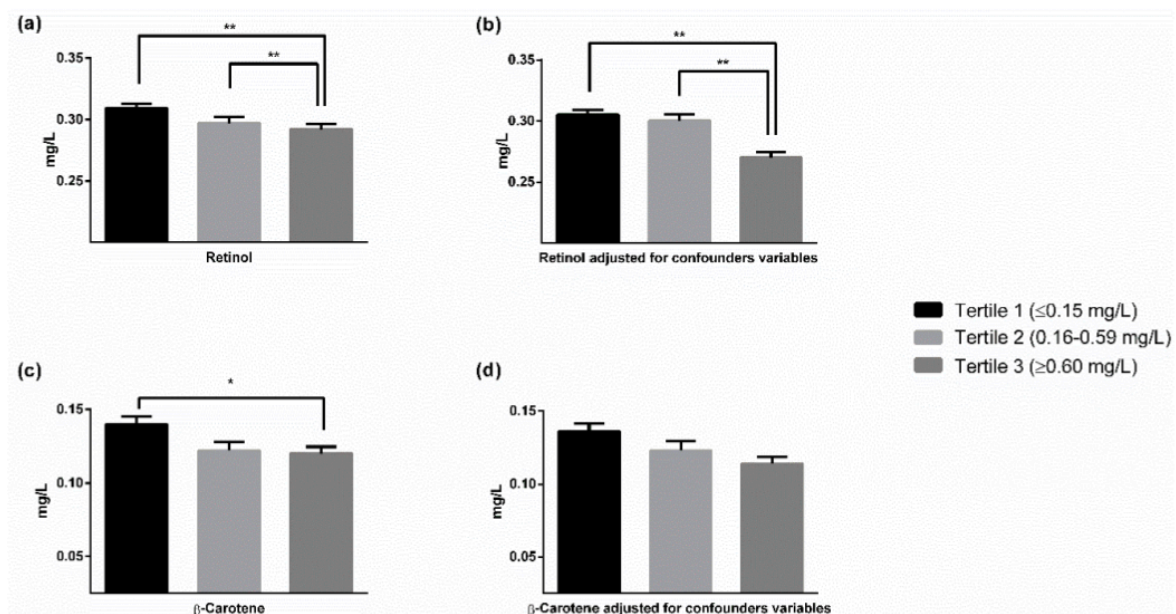 (a)
**
**
0.35
0.30
0.25
mg/L
Retinol
(b)
**
**
0.35
0.30
0.25
mg/L
Retinol adjusted for confounders variables
Tertile 1 (≤0.15 mg/L)
Tertile 2 (0.16-0.59 mg/L)
Tertile 3 (≥0.60 mg/L)
(c)
*
0.15
0.10
0.05
mg/L
β-Carotene
(d)
0.15
0.10
0.05
mg/L
β-Carotene adjusted for confounders variables